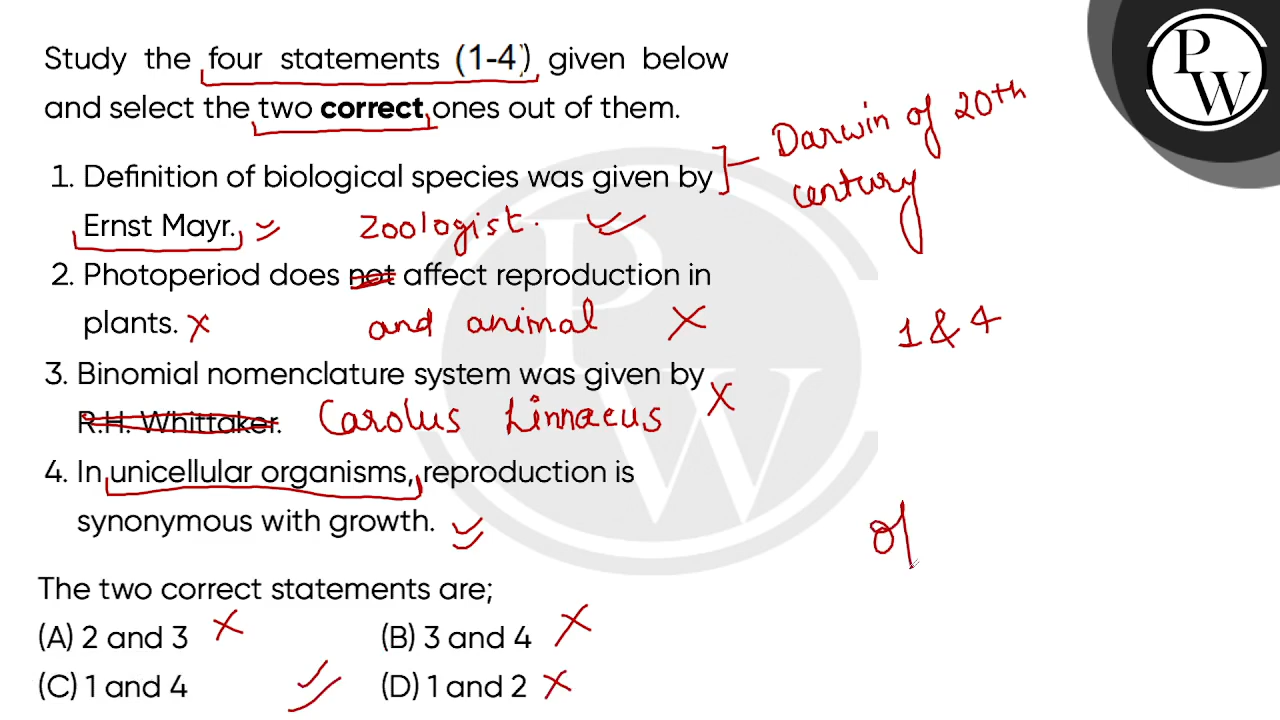 Study the four statements (1-4) given below
and select the two correct ones out of them.
1. Definition of biological species was given by
Ernst Mayr.
Zoologist.
Darwin of 20th
century
2. Photoperiod does not affect reproduction in
plants. x
and animal x
1 & 4
3. Binomial nomenclature system was given by
R.H. Whittaker.
Carolus Linnaeus x
4. In unicellular organisms, reproduction is
synonymous with growth.
of
The two correct statements are;
(A) 2 and 3 x
(B) 3 and 4 x
(C) 1 and 4
(D) 1 and 2 x
PW
PW